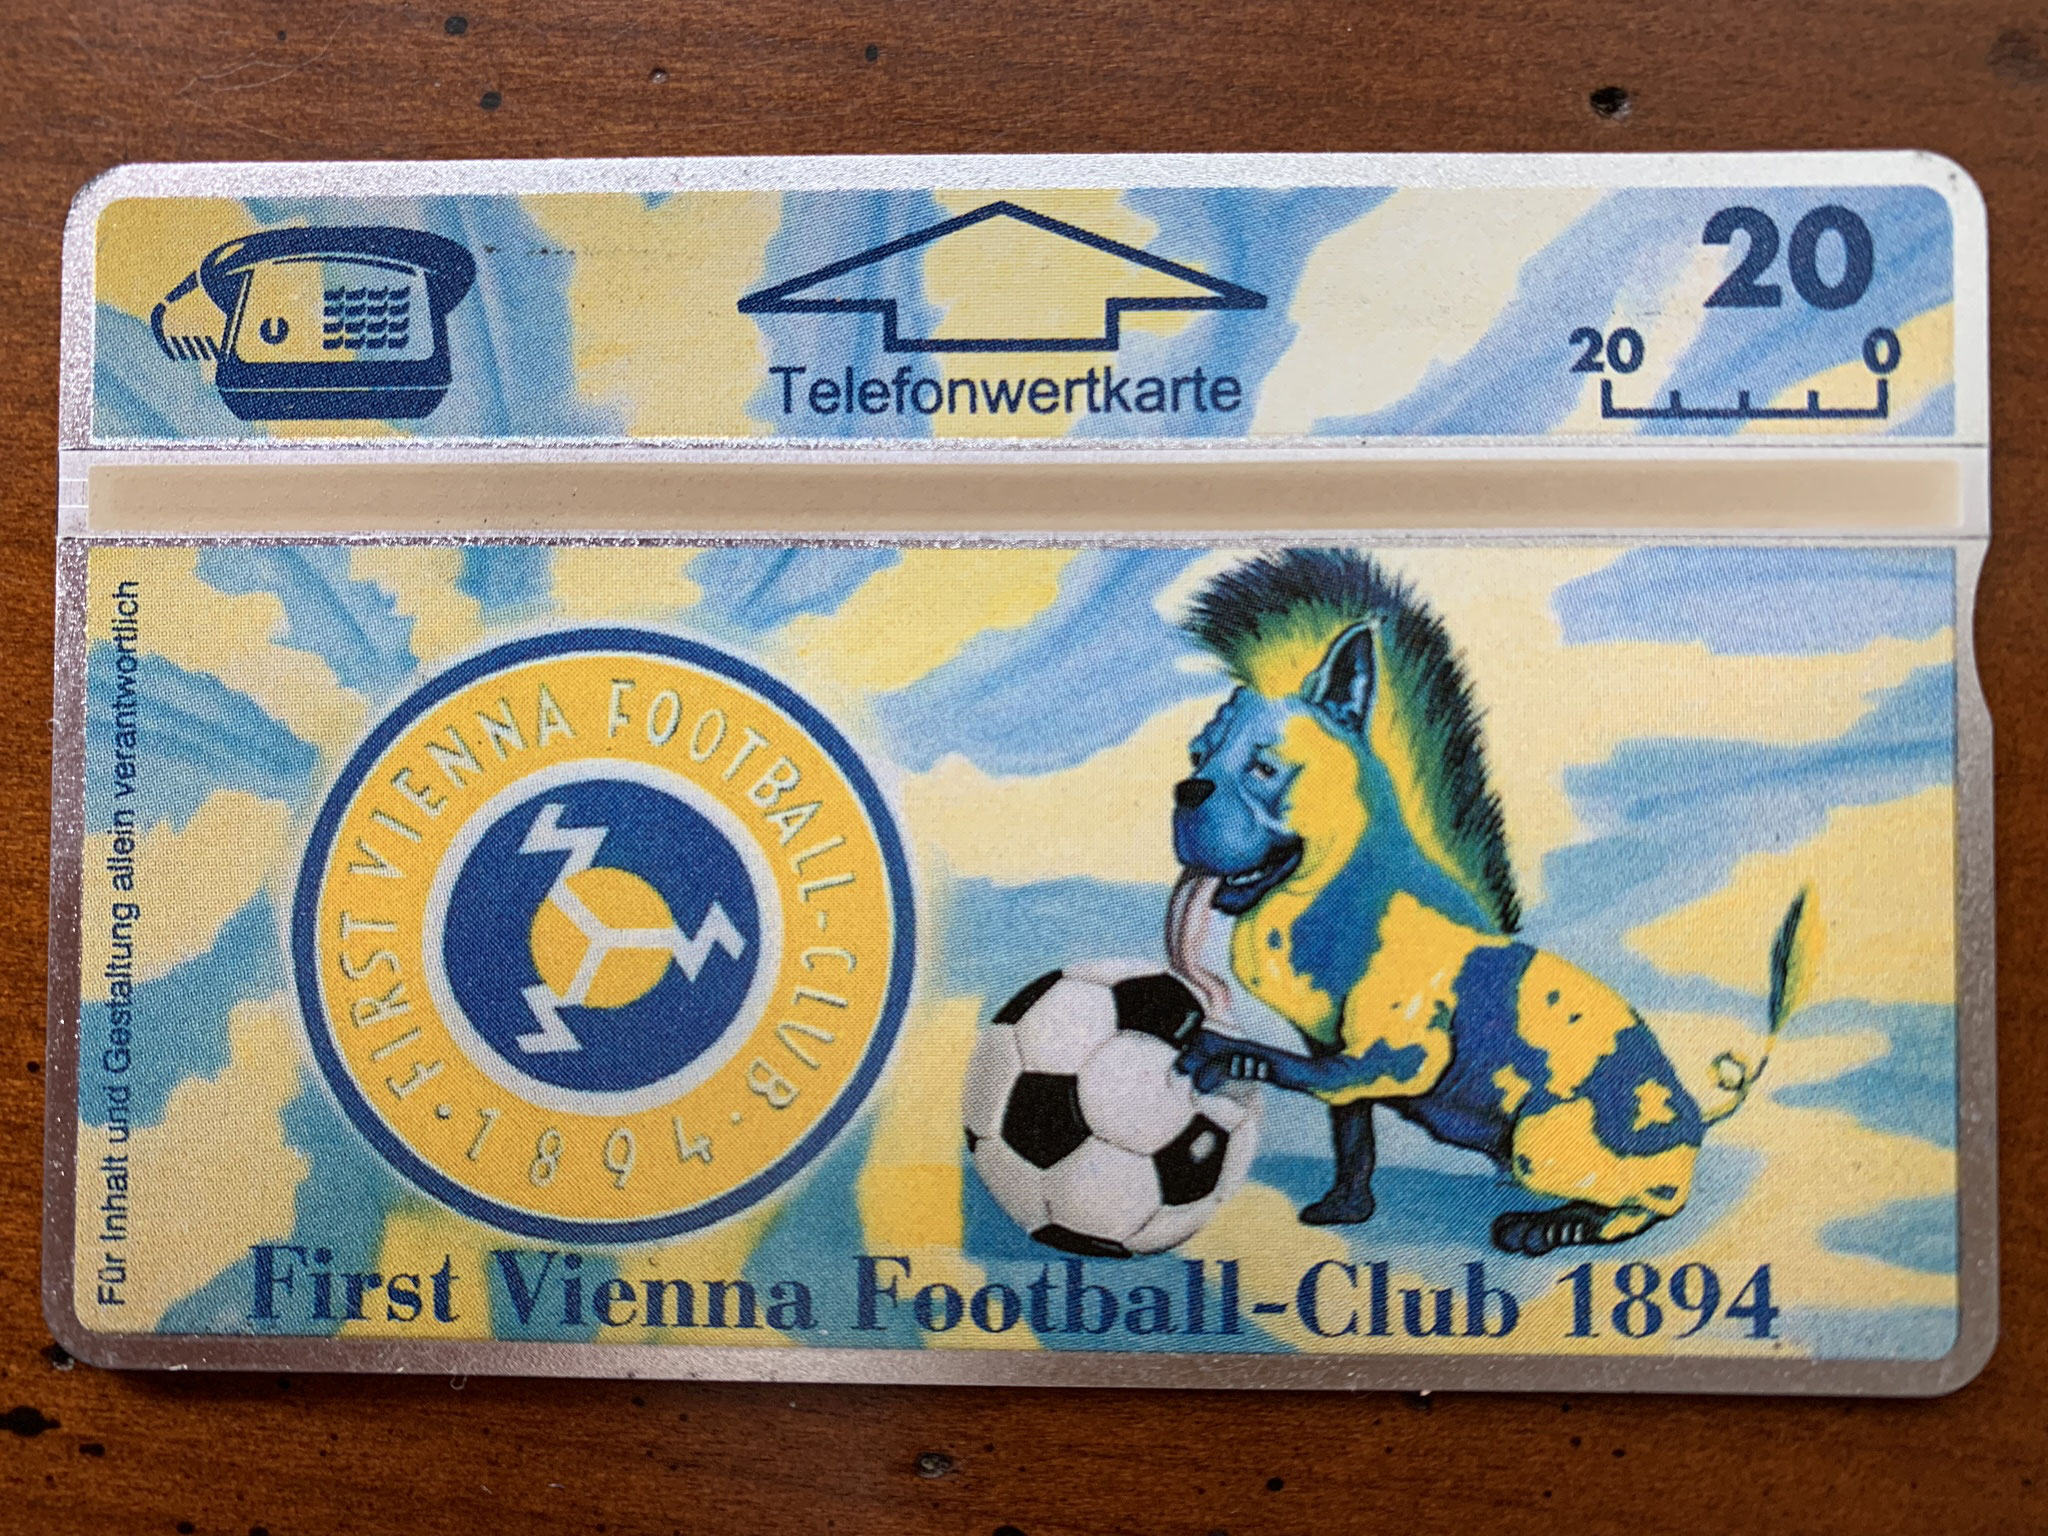 20
20 0
Telefonwertkarte
Für Inhalt und Gestaltung allein verantwortlich
· FIRST VIENNA FOOTBALL-CLUB ·
1894
First Vienna Football-Club 1894